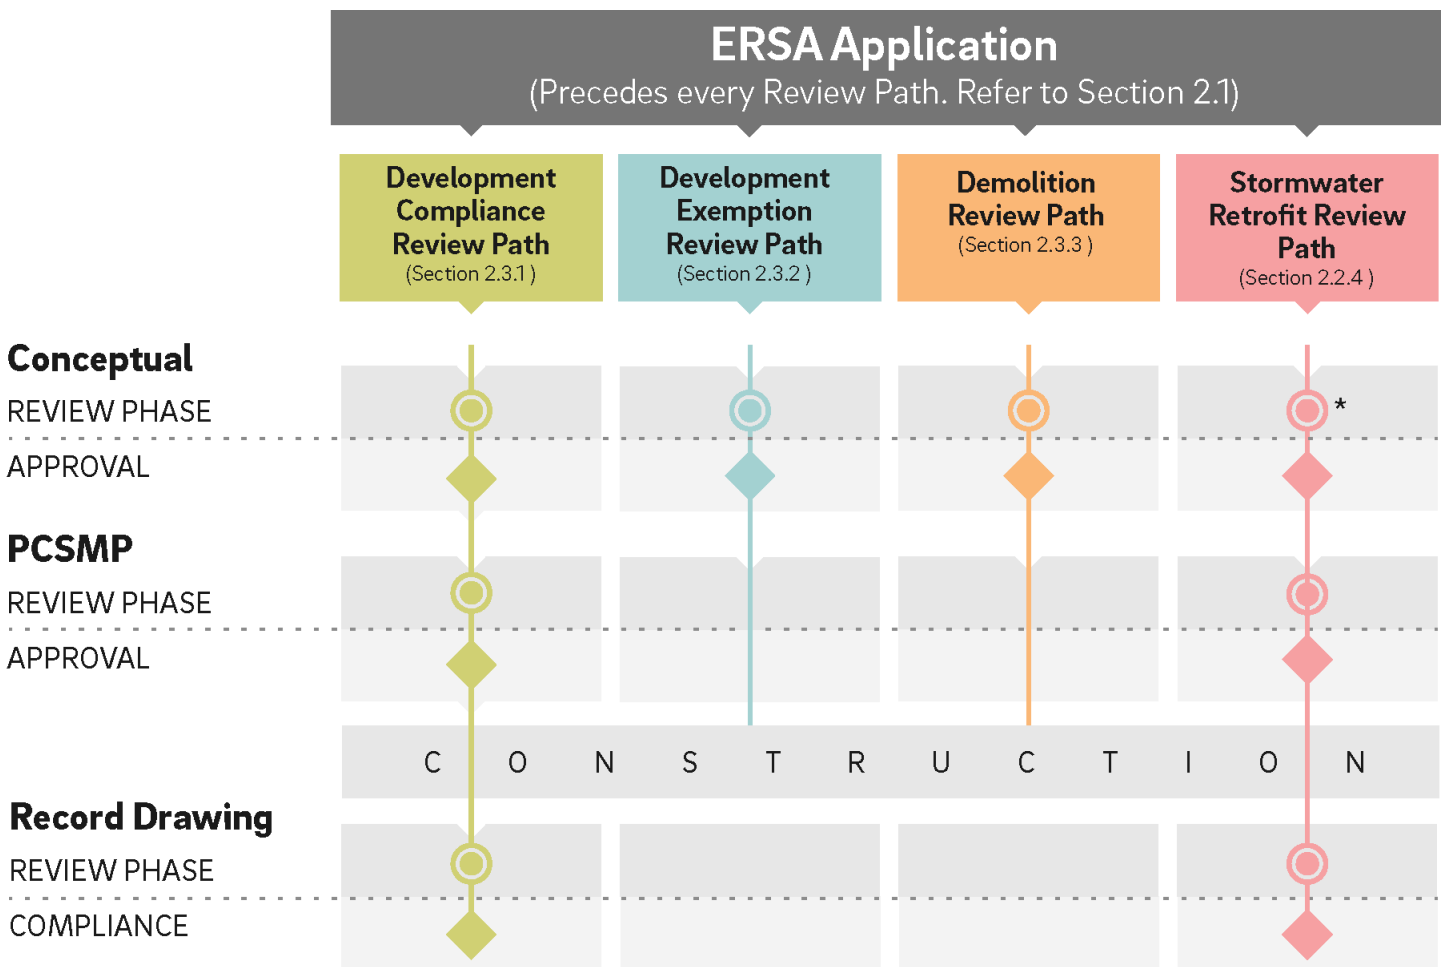 ERSA Application
(Precedes every Review Path. Refer to Section 2.1)
Development
Compliance
Review Path
(Section 2.3.1 )
Development
Exemption
Review Path
(Section 2.3.2 )
Demolition
Review Path
(Section 2.3.3 )
Stormwater
Retrofit Review
Path
(Section 2.2.4 )
Conceptual
REVIEW PHASE
*
APPROVAL
PCSMP
REVIEW PHASE
APPROVAL
C O N S T R U C T I O N
Record Drawing
REVIEW PHASE
COMPLIANCE